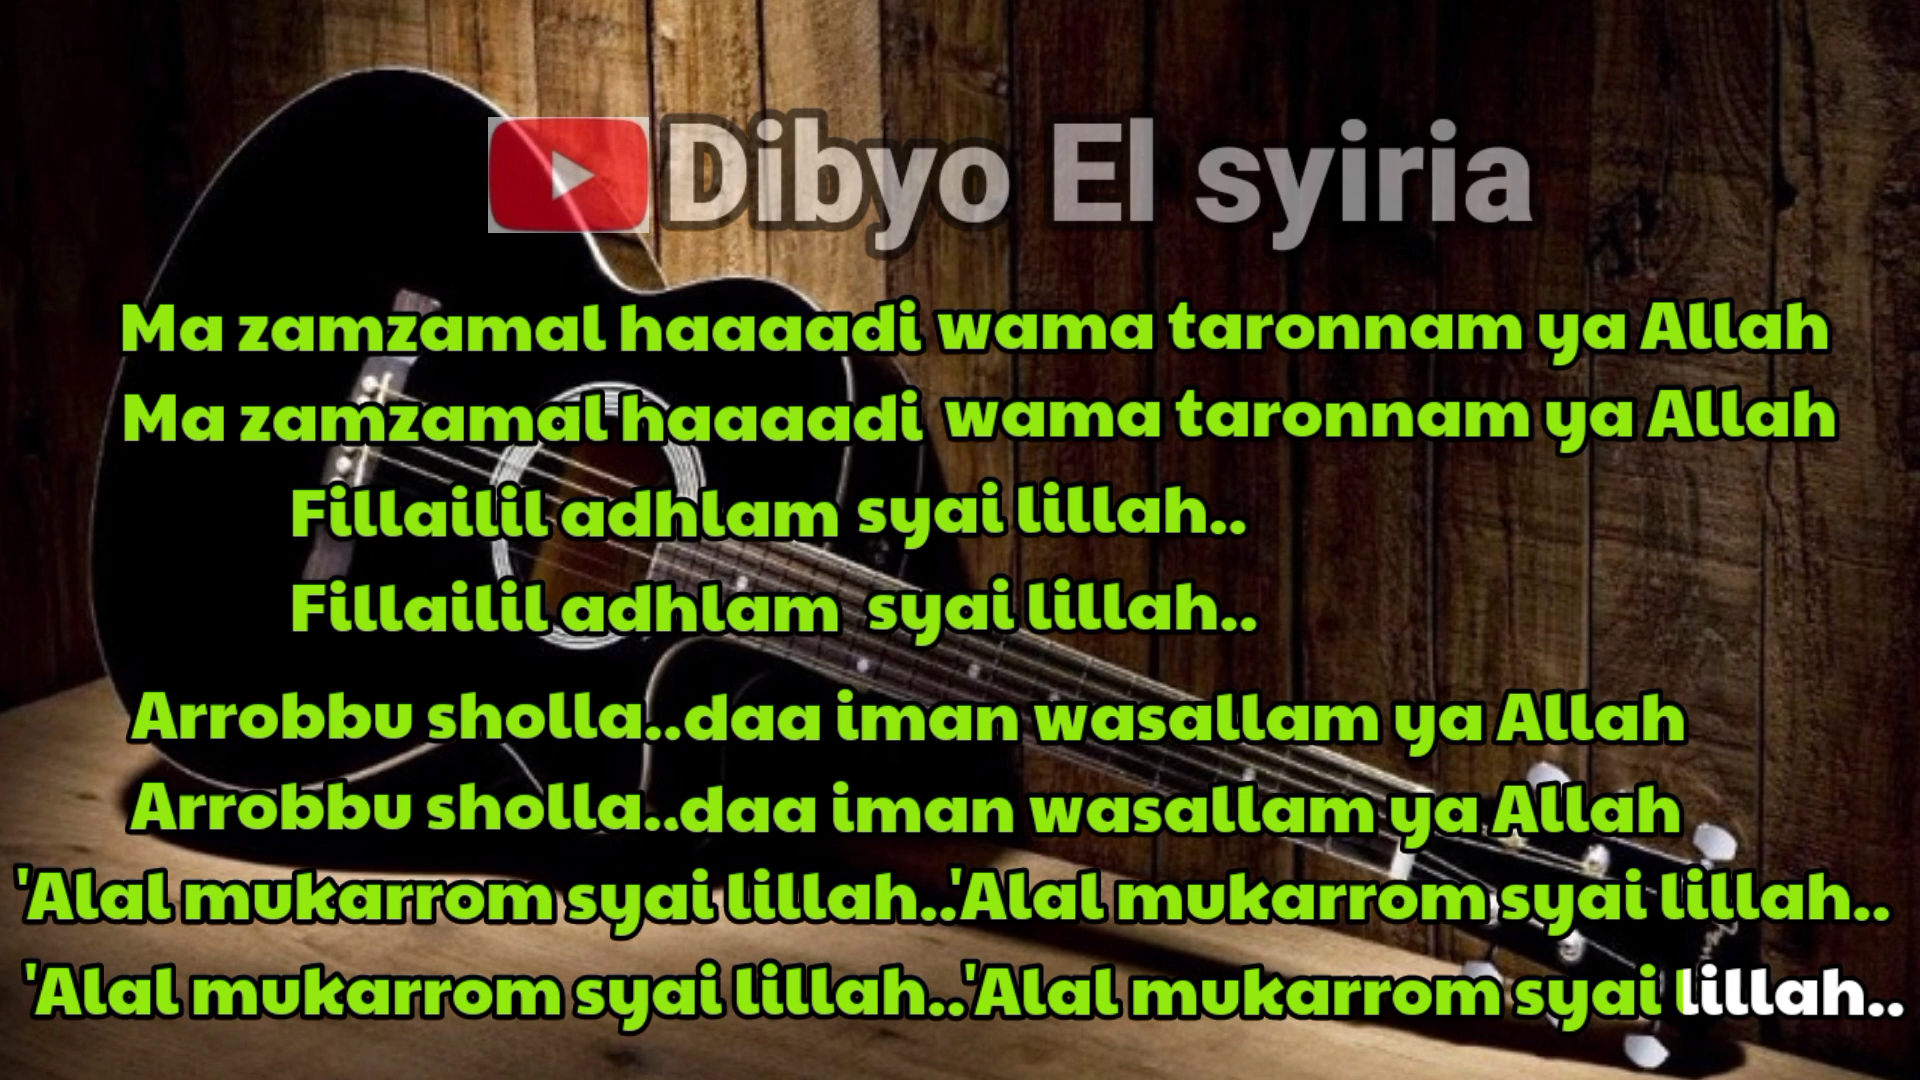 Dibyo El syiria
Ma zamzamal haaaadi wama taronnam ya Allah
Ma zamzamal haaaadi wama taronnam ya Allah
Fillailil adhlam syai lillah..
Fillailil adhlam syai lillah..
Arrobbu sholla..daa iman wasallam ya Allah
Arrobbu sholla..daa iman wasallam ya Allah
'Alal mukarrom syai lillah..'Alal mukarrom syai lillah..
'Alal mukarrom syai lillah..'Alal mukarrom syai lillah..